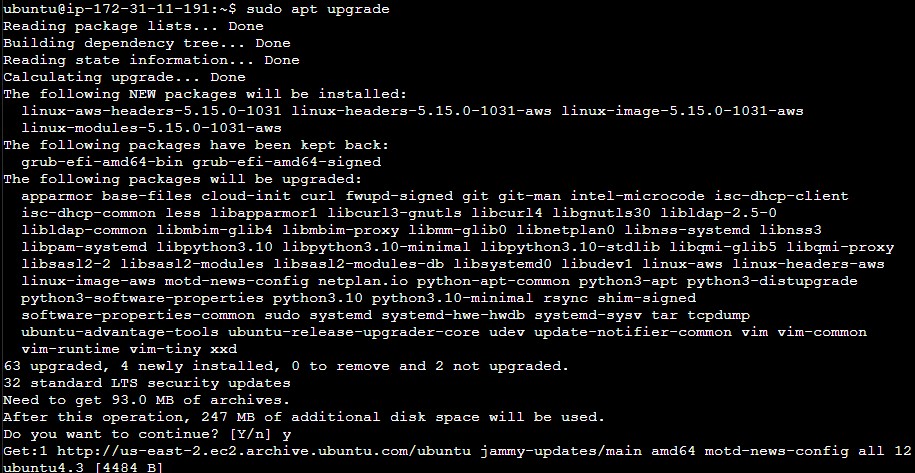 ubuntu@ip-172-31-11-191:~$ sudo apt upgrade
Reading package lists... Done
Building dependency tree... Done
Reading state information... Done
Calculating upgrade... Done
The following NEW packages will be installed:
  linux-aws-headers-5.15.0-1031 linux-headers-5.15.0-1031-aws linux-image-5.15.0-1031-aws
  linux-modules-5.15.0-1031-aws
The following packages have been kept back:
  grub-efi-amd64-bin grub-efi-amd64-signed
The following packages will be upgraded:
  apparmor base-files cloud-init curl fwupd-signed git git-man intel-microcode isc-dhcp-client
  isc-dhcp-common less libapparmor1 libcurl3-gnutls libcurl4 libgnutls30 libldap-2.5-0
  libldap-common libmbim-glib4 libmbim-proxy libmm-glib0 libnetplan0 libnss-systemd libnss3
  libpam-systemd libpython3.10 libpython3.10-minimal libpython3.10-stdlib libqmi-glib5 libqmi-proxy
  libsasl2-2 libsasl2-modules libsasl2-modules-db libsystemd0 libudev1 linux-aws linux-headers-aws
  linux-image-aws motd-news-config netplan.io python-apt-common python3-apt python3-distupgrade
  python3-software-properties python3.10 python3.10-minimal rsync shim-signed
  software-properties-common sudo systemd systemd-hwe-hwdb systemd-sysv tar tcpdump
  ubuntu-advantage-tools ubuntu-release-upgrader-core udev update-notifier-common vim vim-common
  vim-runtime vim-tiny xxd
63 upgraded, 4 newly installed, 0 to remove and 2 not upgraded.
32 standard LTS security updates
Need to get 93.0 MB of archives.
After this operation, 247 MB of additional disk space will be used.
Do you want to continue? [Y/n] y
Get:1 http://us-east-2.ec2.archive.ubuntu.com/ubuntu jammy-updates/main amd64 motd-news-config all 12
ubuntu4.3 [4484 B]